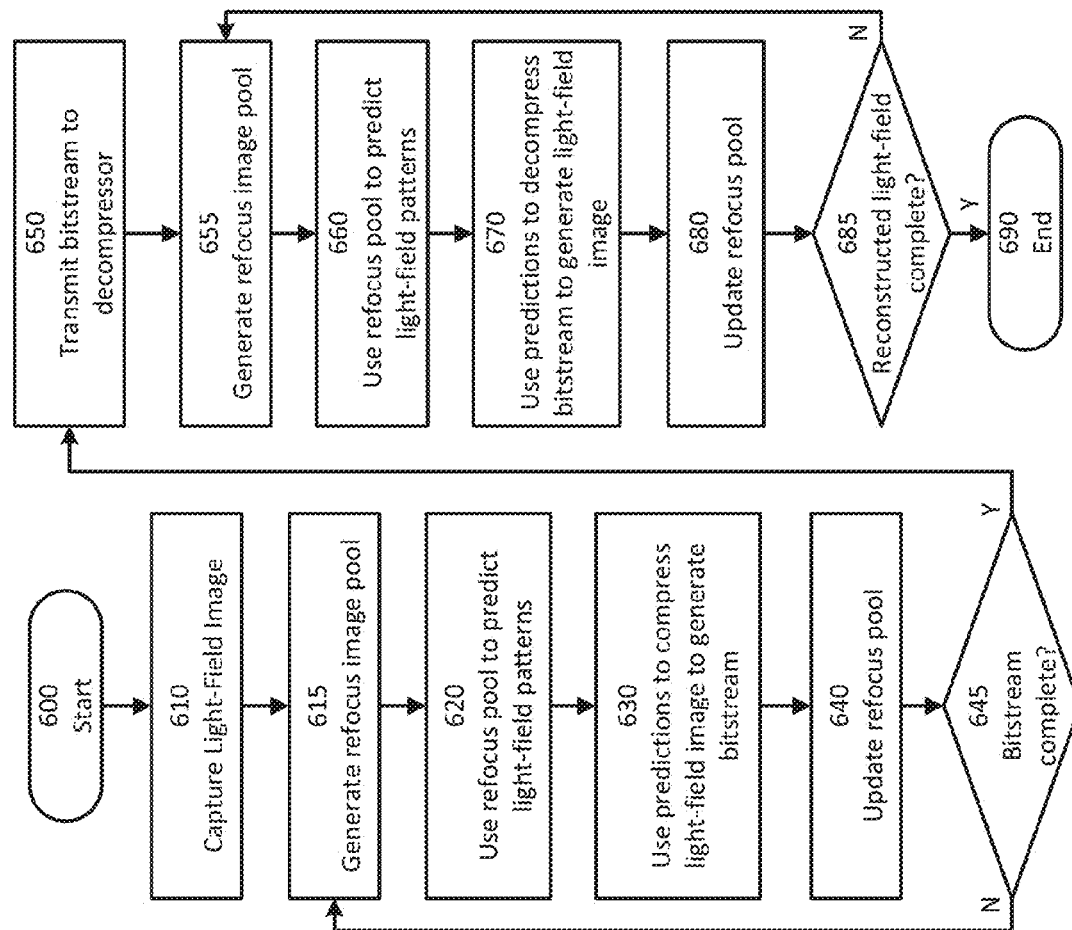 600
Start
610
Capture Light-Field Image
615
Generate refocus image pool
620
Use refocus pool to predict
light-field patterns
630
Use predictions to compress
light-field image to generate
bitstream
640
Update refocus pool
645
Bitstream
complete?
N
Y
650
Transmit bitstream to
decompressor
655
Generate refocus image pool
660
Use refocus pool to predict
light-field patterns
670
Use predictions to decompress
bitstream to generate light-field
image
680
Update refocus pool
685
Reconstructed light-field
complete?
N
Y
690
End